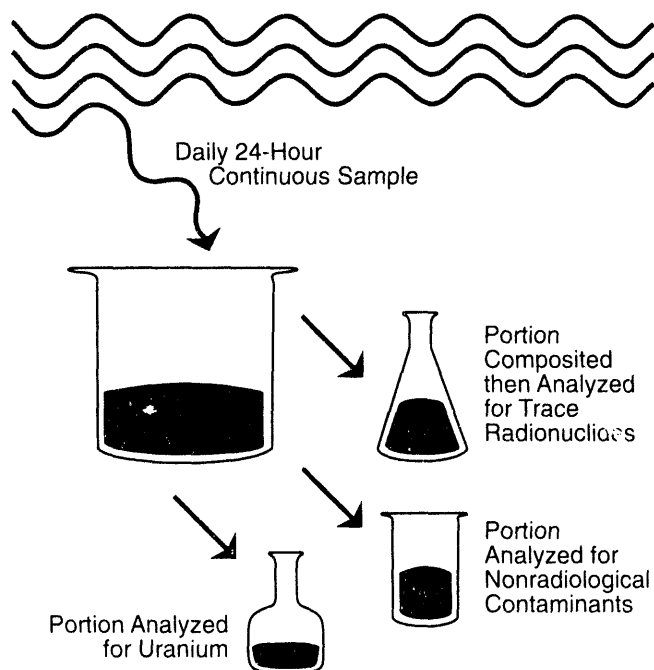 Daily 24-Hour
Continuous Sample
Portion
Composited
then Analyzed
for Trace
Radionuclides
Portion
Analyzed for
Nonradiological
Contaminants
Portion Analyzed
for Uranium